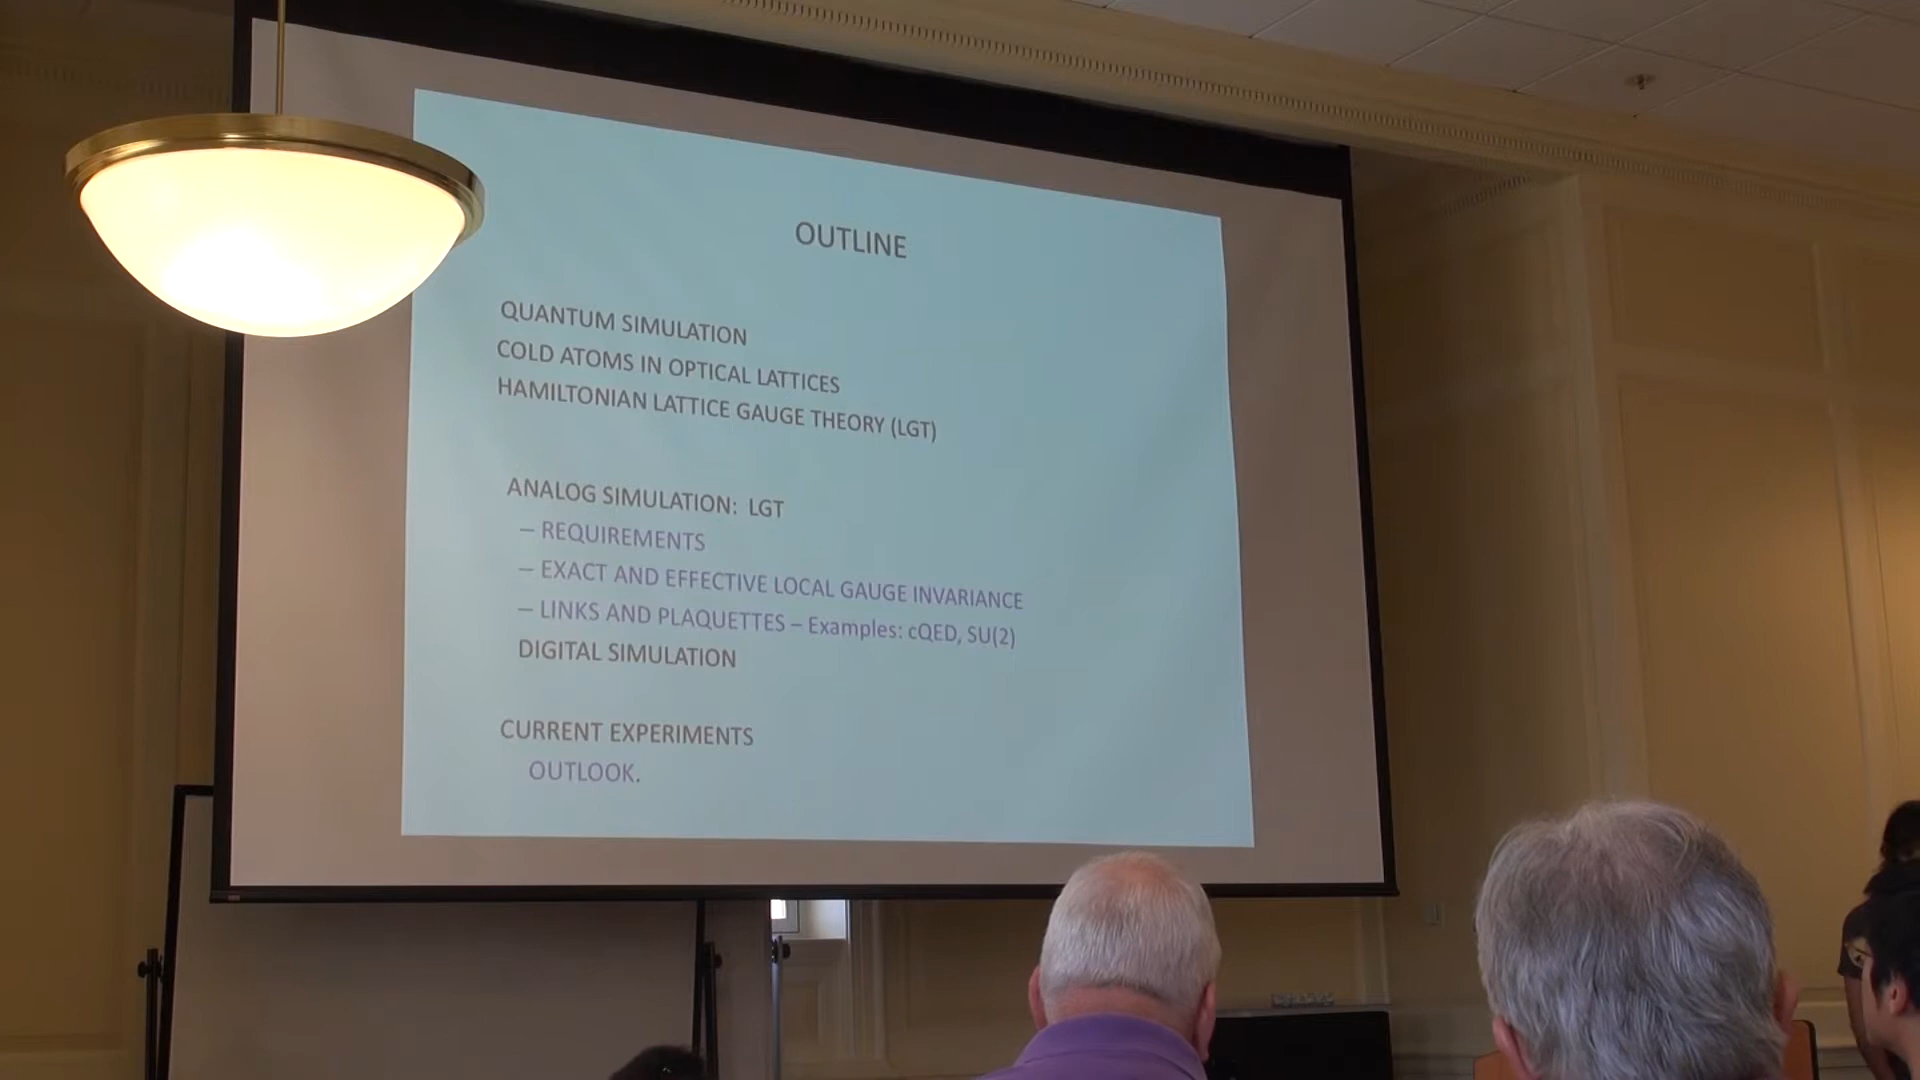 OUTLINE
QUANTUM SIMULATION
COLD ATOMS IN OPTICAL LATTICES
HAMILTONIAN LATTICE GAUGE THEORY (LGT)
ANALOG SIMULATION: LGT
– REQUIREMENTS
– EXACT AND EFFECTIVE LOCAL GAUGE INVARIANCE
– LINKS AND PLAQUETTES – Examples: cQED, SU(2)
DIGITAL SIMULATION
CURRENT EXPERIMENTS
OUTLOOK.